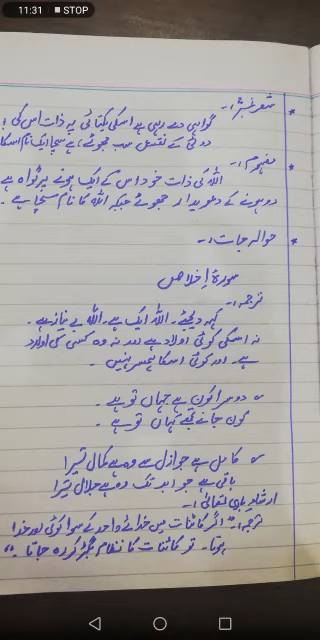 11:31 STOP
* شعر نمبر ۱:-
گواہی دے رہی ہے اسکی یکتائی پہ ذات اس کی !
دوئی کے نقش سب جھوٹے ہے سچا ایک نام اسکا
* مفہوم:-
اللہ کی ذات خود اس کے ایک ہونے پر گواہ ہے
دو ہونے کے دعویدار جھوٹے جبکہ اللہ کا نام سچا ہے۔
* حوالہ جات:-
سورۃ اخلاص
ترجمہ:-
کہہ دیجئے۔ اللہ ایک ہے۔ اللہ بے نیاز ہے۔
نہ اسکی کوئی اولاد ہے اور نہ وہ کسی کی اولاد
ہے۔ اور کوئی اسکا ہمسر نہیں۔
؎ دوسرا کون ہے جہاں تو ہے۔
کون جانے تجھے کہاں تو ہے۔
؎ کامل ہے جو ازل سے وہ ہے کمال تیرا
باقی ہے جو ابد تک وہ ہے جلال تیرا
ارشاد باری تعالیٰ:-
ترجمہ:- "اگر کائنات میں خدائے واحد کے سوا کوئی اور خدا
ہوتا۔ تو کائنات کا نظام بگڑ کر رہ جاتا۔"